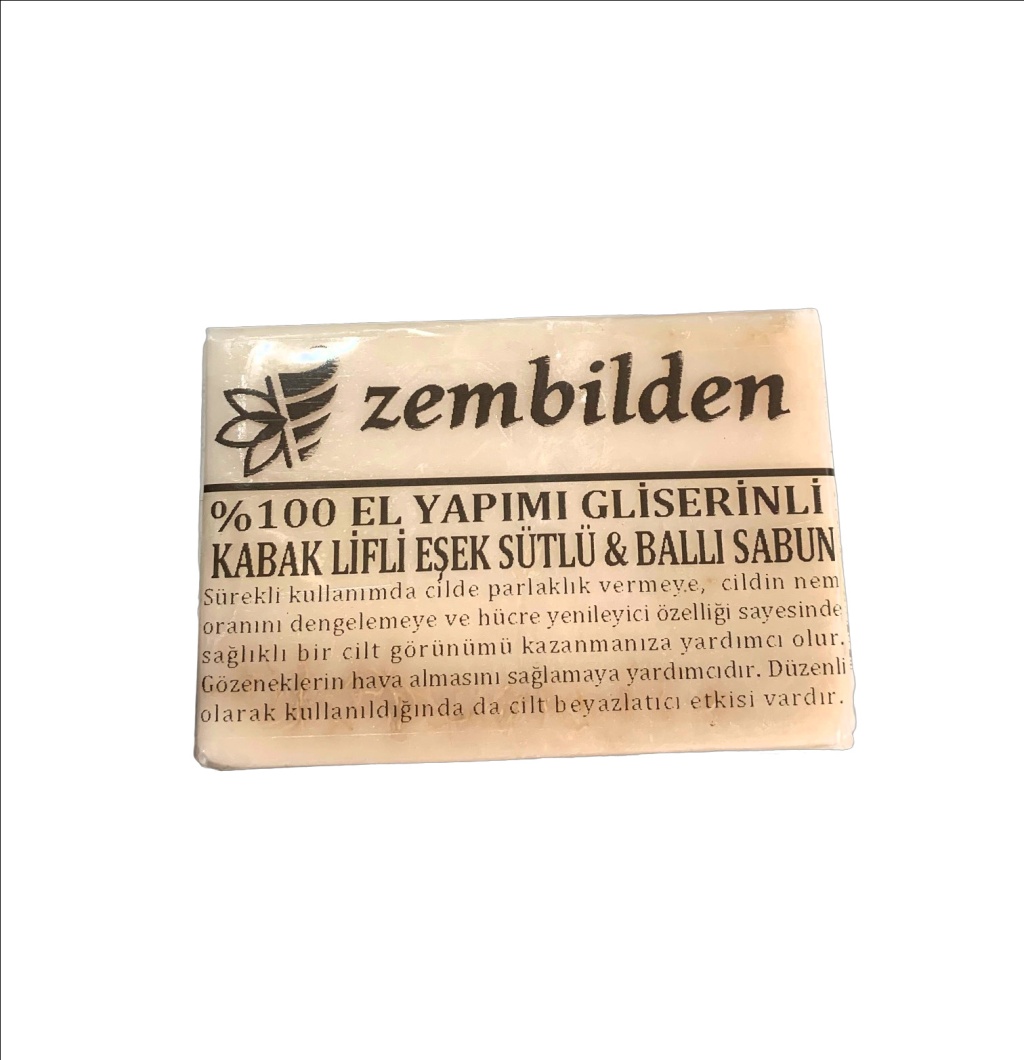 zembilden
%100 EL YAPIMI GLİSERİNLİ
KABAK LİFLİ EŞEK SÜTLÜ & BALLI SABUN
Sürekli kullanımda cilde parlaklık vermeye, cildin nem
oranını dengelemeye ve hücre yenileyici özelliği sayesinde
sağlıklı bir cilt görünümü kazanmanıza yardımcı olur.
Gözeneklerin hava almasını sağlamaya yardımcıdır. Düzenli
olarak kullanıldığında da cilt beyazlatıcı etkisi vardır.